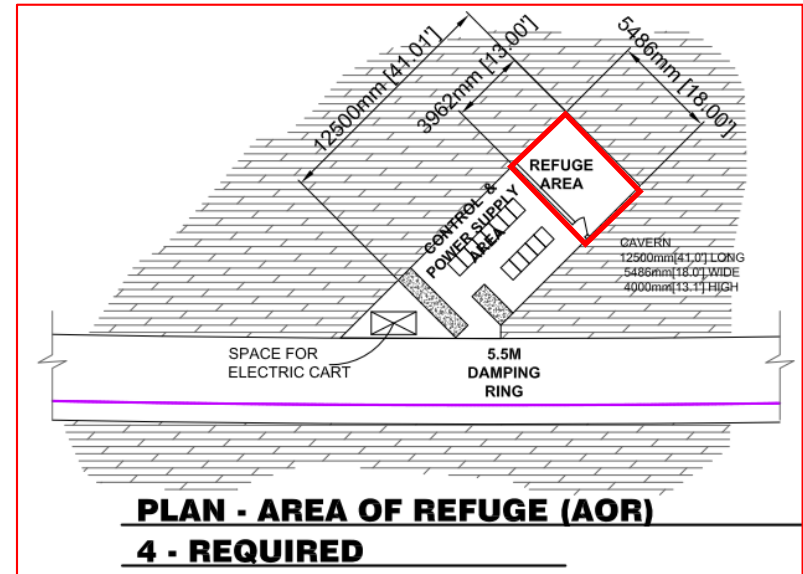 12500mm [41.01']
3962mm [13.00']
5486mm [18.00']
REFUGE
AREA
CONTROL &
POWER SUPPLY
AREA
CAVERN
12500mm[41.0'] LONG
5486mm[18.0'] WIDE
4000mm[13.1'] HIGH
SPACE FOR
ELECTRIC CART
5.5M
DAMPING
RING
PLAN - AREA OF REFUGE (AOR)
4 - REQUIRED